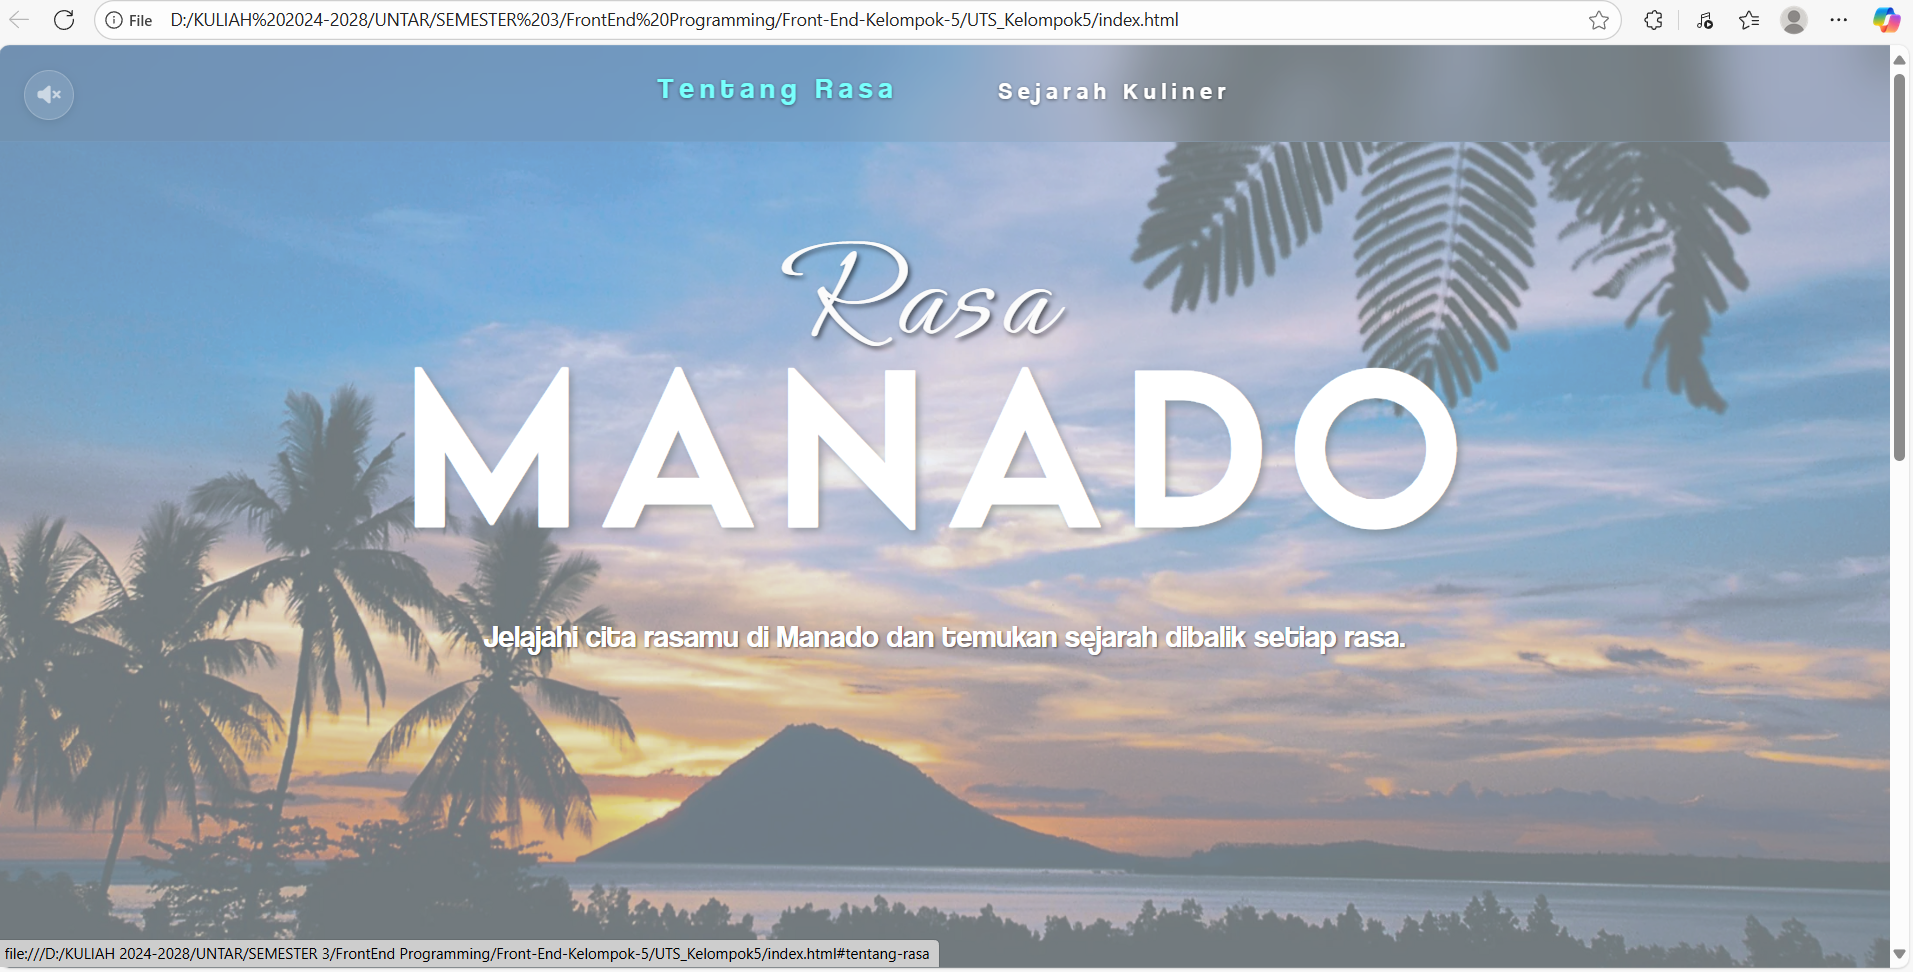 File
D:/KULIAH%202024-2028/UNTAR/SEMESTER%203/FrontEnd%20Programming/Front-End-Kelompok-5/UTS_Kelompok5/index.html
Tentang Rasa
Sejarah Kuliner
Rasa
MANADO
Jelajahi cita rasamu di Manado dan temukan sejarah dibalik setiap rasa.
file:///D:/KULIAH 2024-2028/UNTAR/SEMESTER 3/FrontEnd Programming/Front-End-Kelompok-5/UTS_Kelompok5/index.html#tentang-rasa